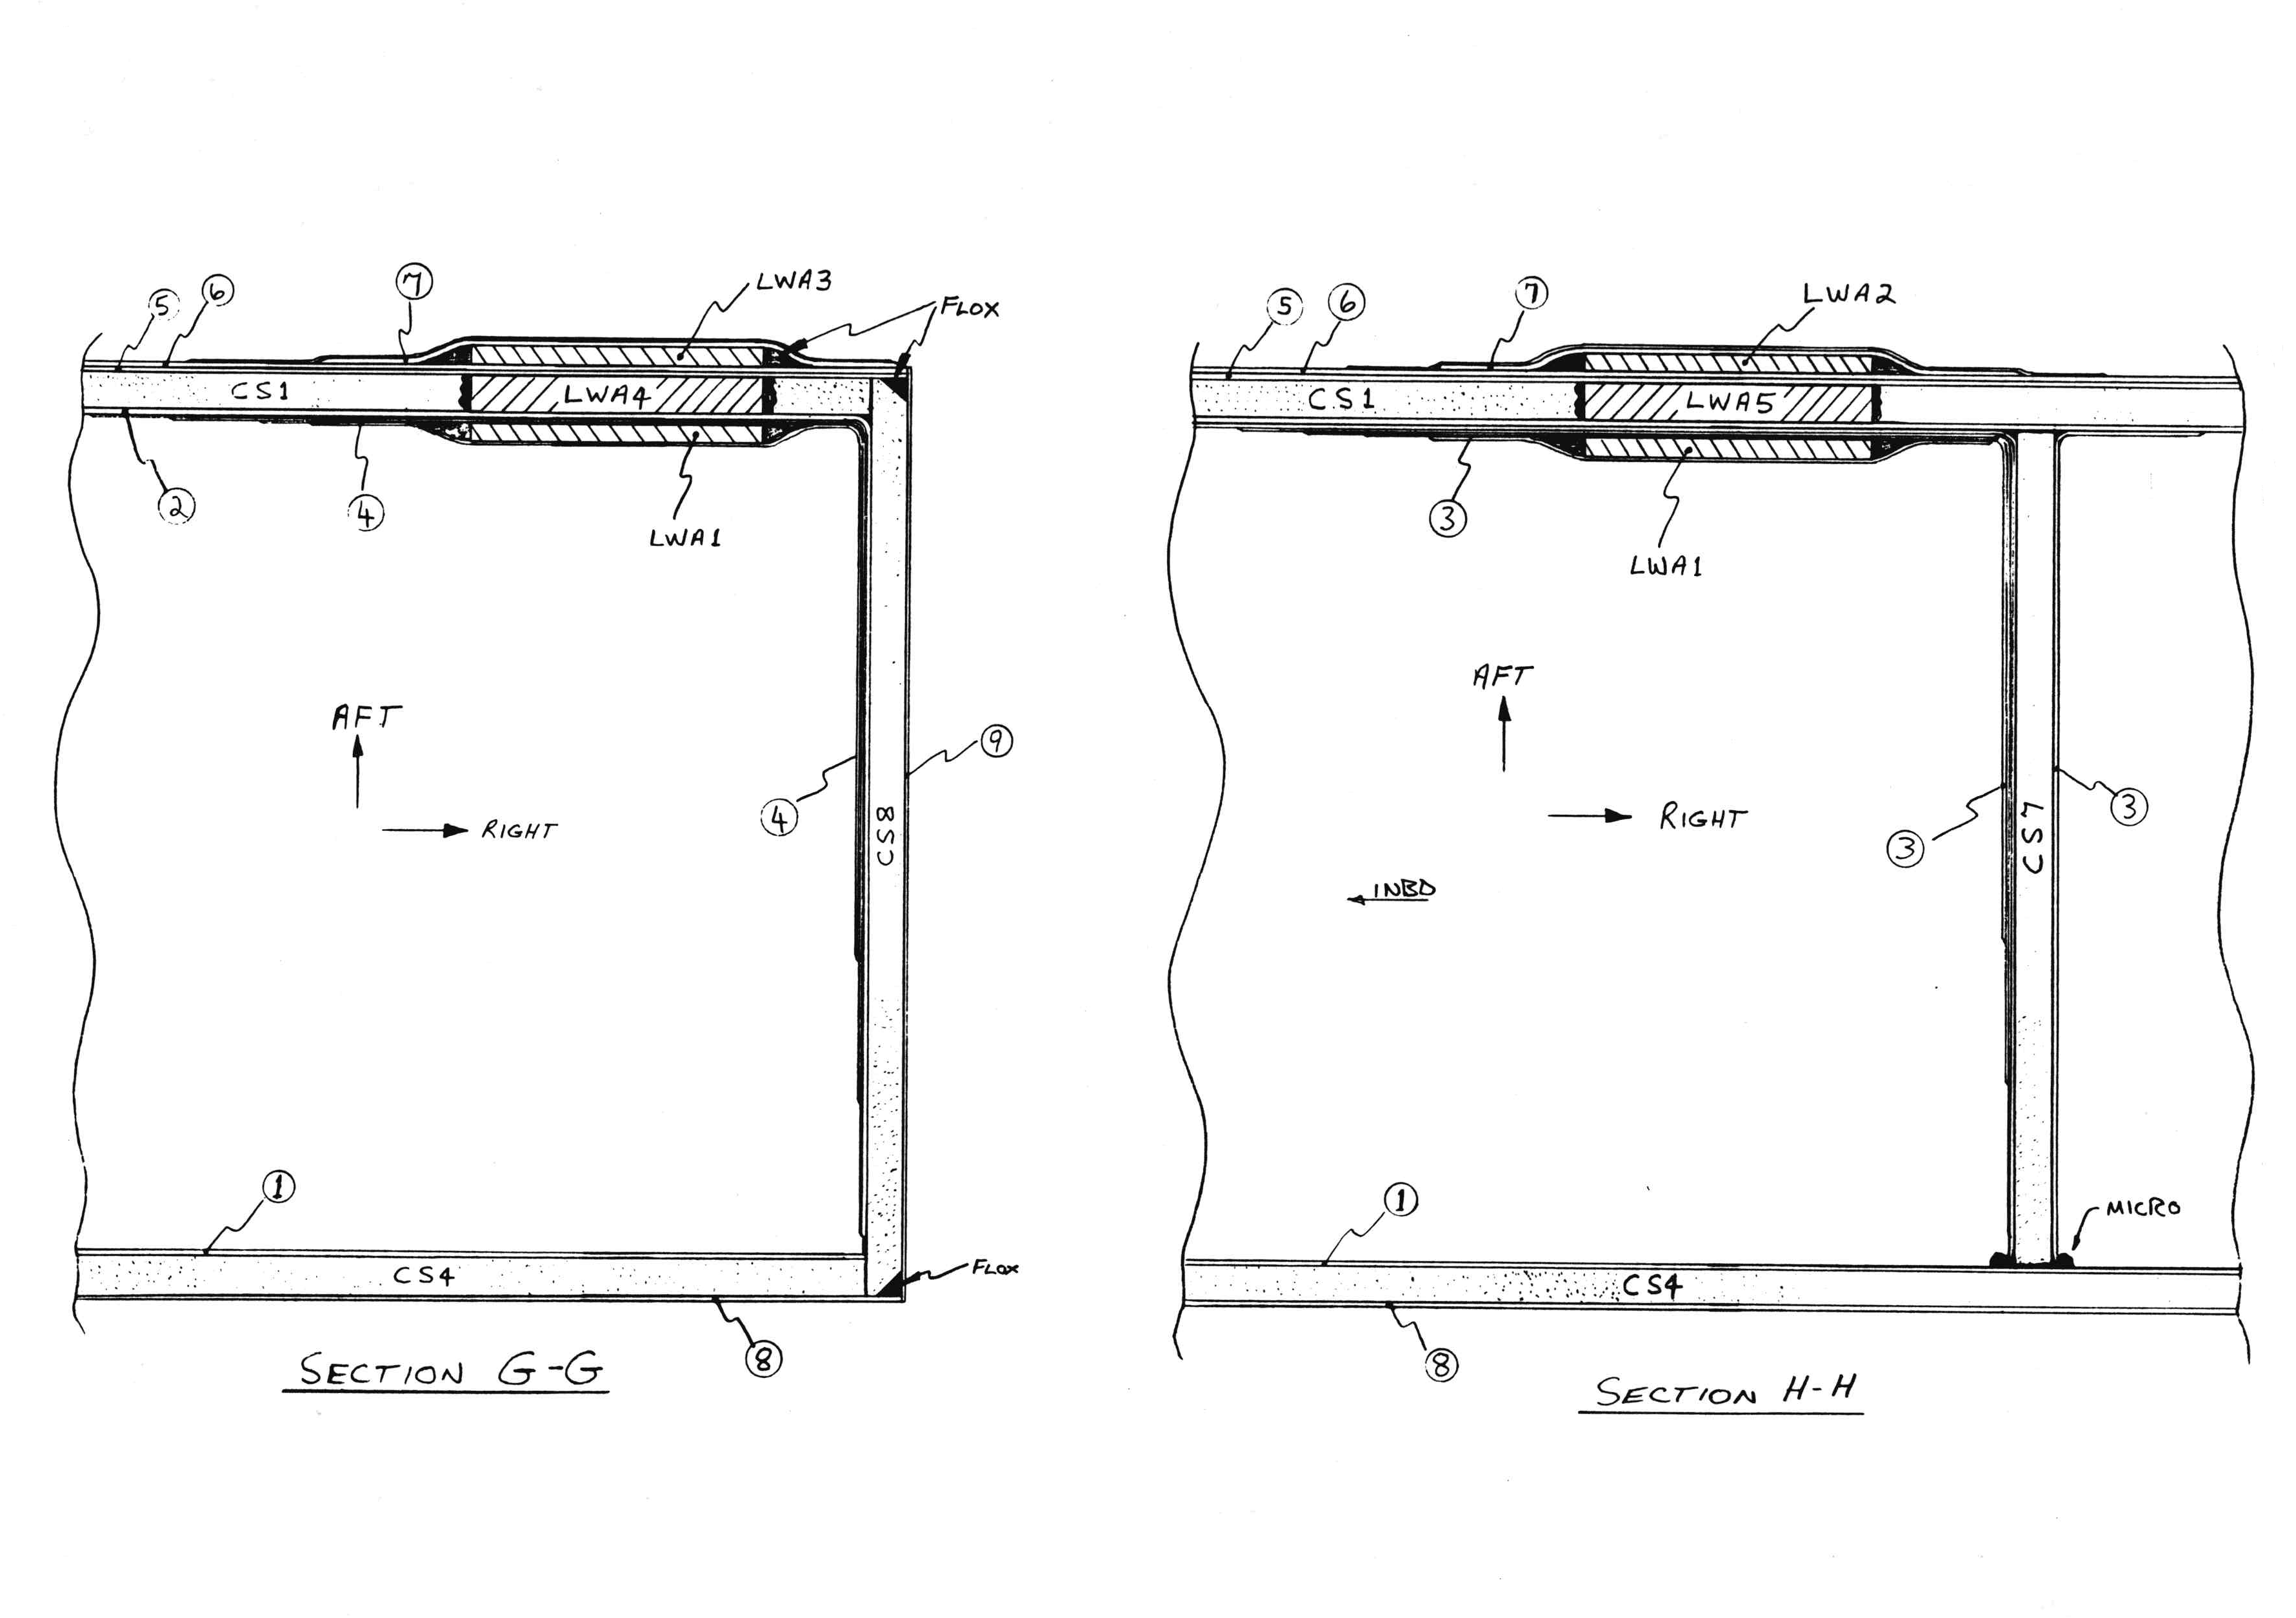 LWA3
7
6
5
FLOX
CS1
LWA4
2
4
LWA1
AFT
9
4
RIGHT
CS8
1
CS4
FLOX
8
SECTION G-G
LWA2
7
6
5
CS1
LWA5
3
LWA1
AFT
RIGHT
3
3
CS7
INBD
1
MICRO
CS4
8
SECTION H-H